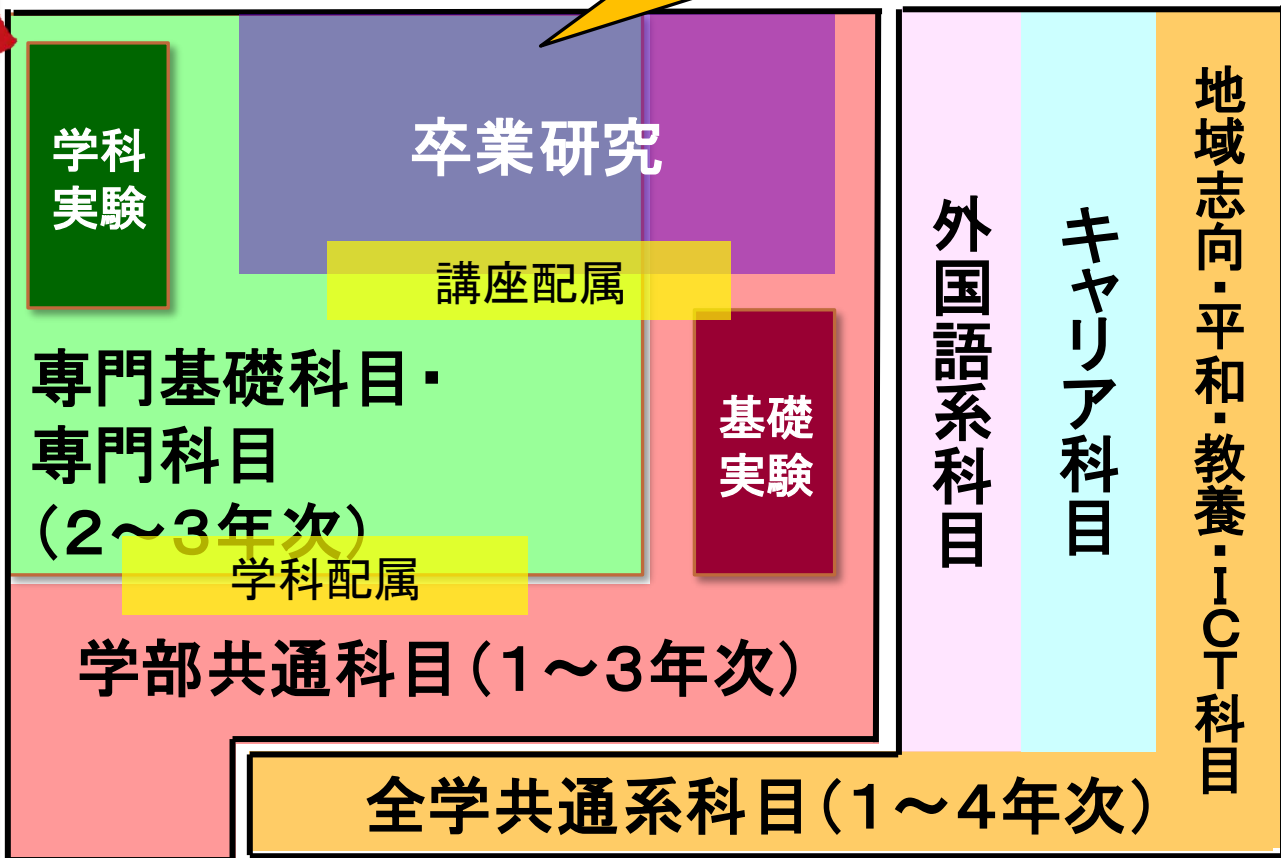 学科
実験
卒業研究
講座配属
専門基礎科目・
専門科目
(2～3年次)
学科配属
基礎
実験
学部共通科目(1～3年次)
外国語系科目
キャリア科目
地域志向・平和・教養・ICT科目
全学共通系科目(1～4年次)